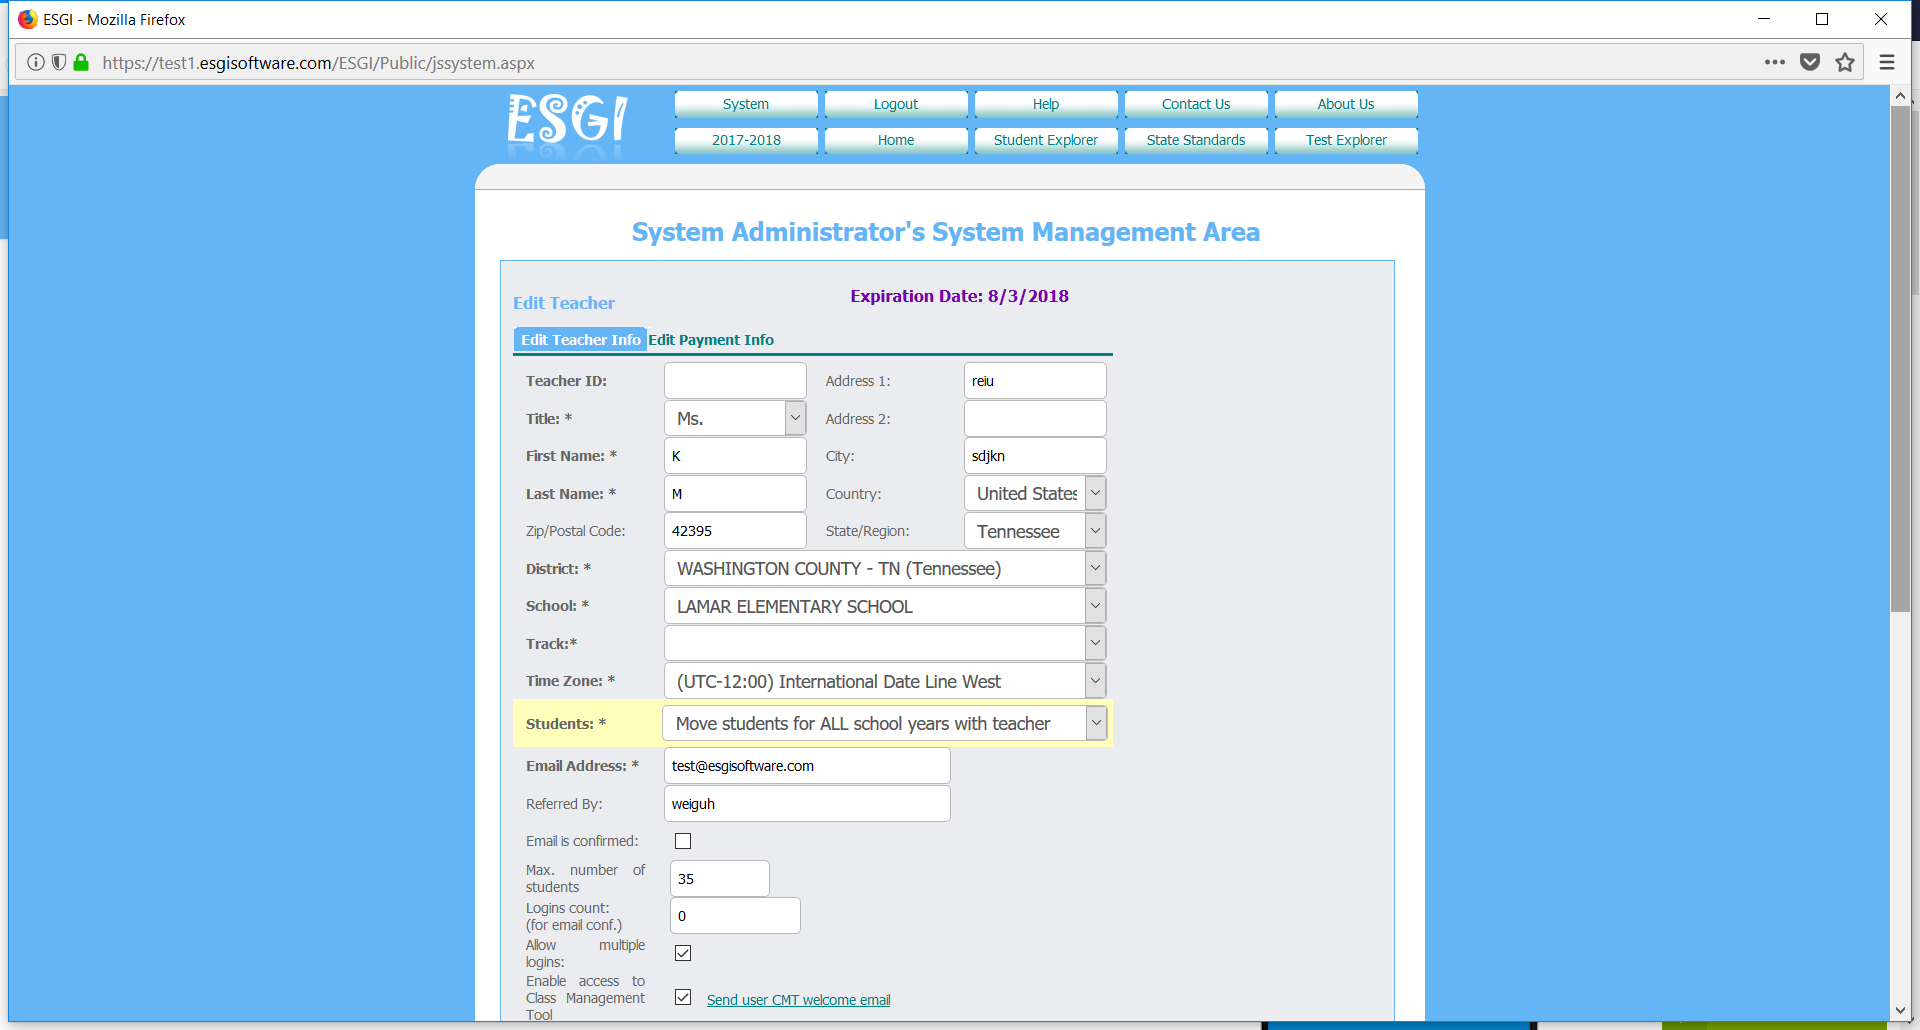 ESGI - Mozilla Firefox
https://test1.esgisoftware.com/ESGI/Public/jssystem.aspx
ESGI
System Logout Help Contact Us About Us
2017-2018 Home Student Explorer State Standards Test Explorer
System Administrator's System Management Area
Edit Teacher Expiration Date: 8/3/2018
Edit Teacher Info Edit Payment Info
Teacher ID: Address 1: reiu
Title: * Ms. Address 2:
First Name: * K City: sdjkn
Last Name: * M Country: United States
Zip/Postal Code: 42395 State/Region: Tennessee
District: * WASHINGTON COUNTY - TN (Tennessee)
School: * LAMAR ELEMENTARY SCHOOL
Track:*
Time Zone: * (UTC-12:00) International Date Line West
Students: * Move students for ALL school years with teacher
Email Address: * test@esgisoftware.com
Referred By: weiguh
Email is confirmed:
Max. number of
students 35
Logins count:
(for email conf.) 0
Allow multiple
logins:
Enable access to
Class Management
Tool Send user CMT welcome email